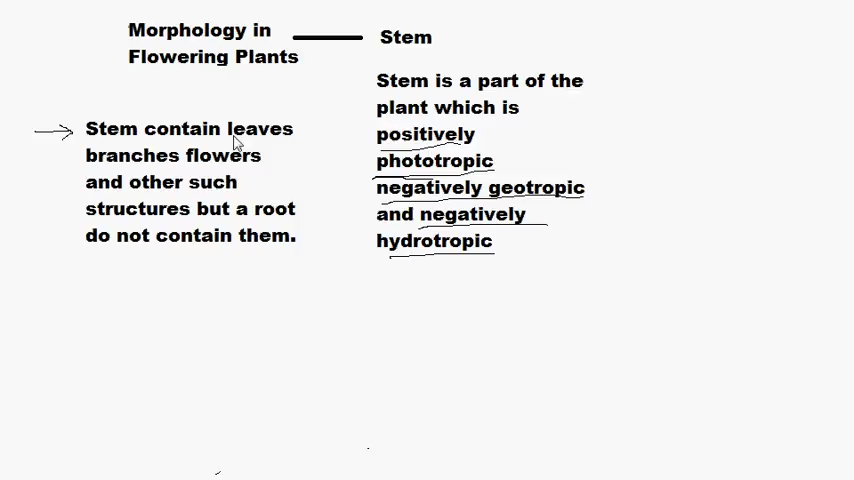 Morphology in
Flowering Plants
Stem
Stem is a part of the
plant which is
positively
phototropic
negatively geotropic
and negatively
hydrotropic
Stem contain leaves
branches flowers
and other such
structures but a root
do not contain them.